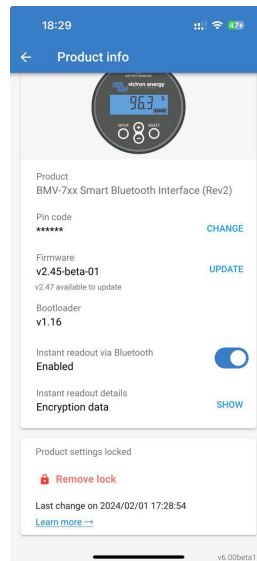 18:29
47
Product info
BATTERY MONITOR
victron energy
96.3 %
SETUP + SELECT
-
Product
BMV-7xx Smart Bluetooth Interface (Rev2)
Pin code
****** CHANGE
Firmware
v2.45-beta-01 UPDATE
v2.47 available to update
Bootloader
v1.16
Instant readout via Bluetooth
Enabled
Instant readout details
Encryption data SHOW
Product settings locked
Remove lock
Last change on 2024/02/01 17:28:54
Learn more →
v6.00beta1